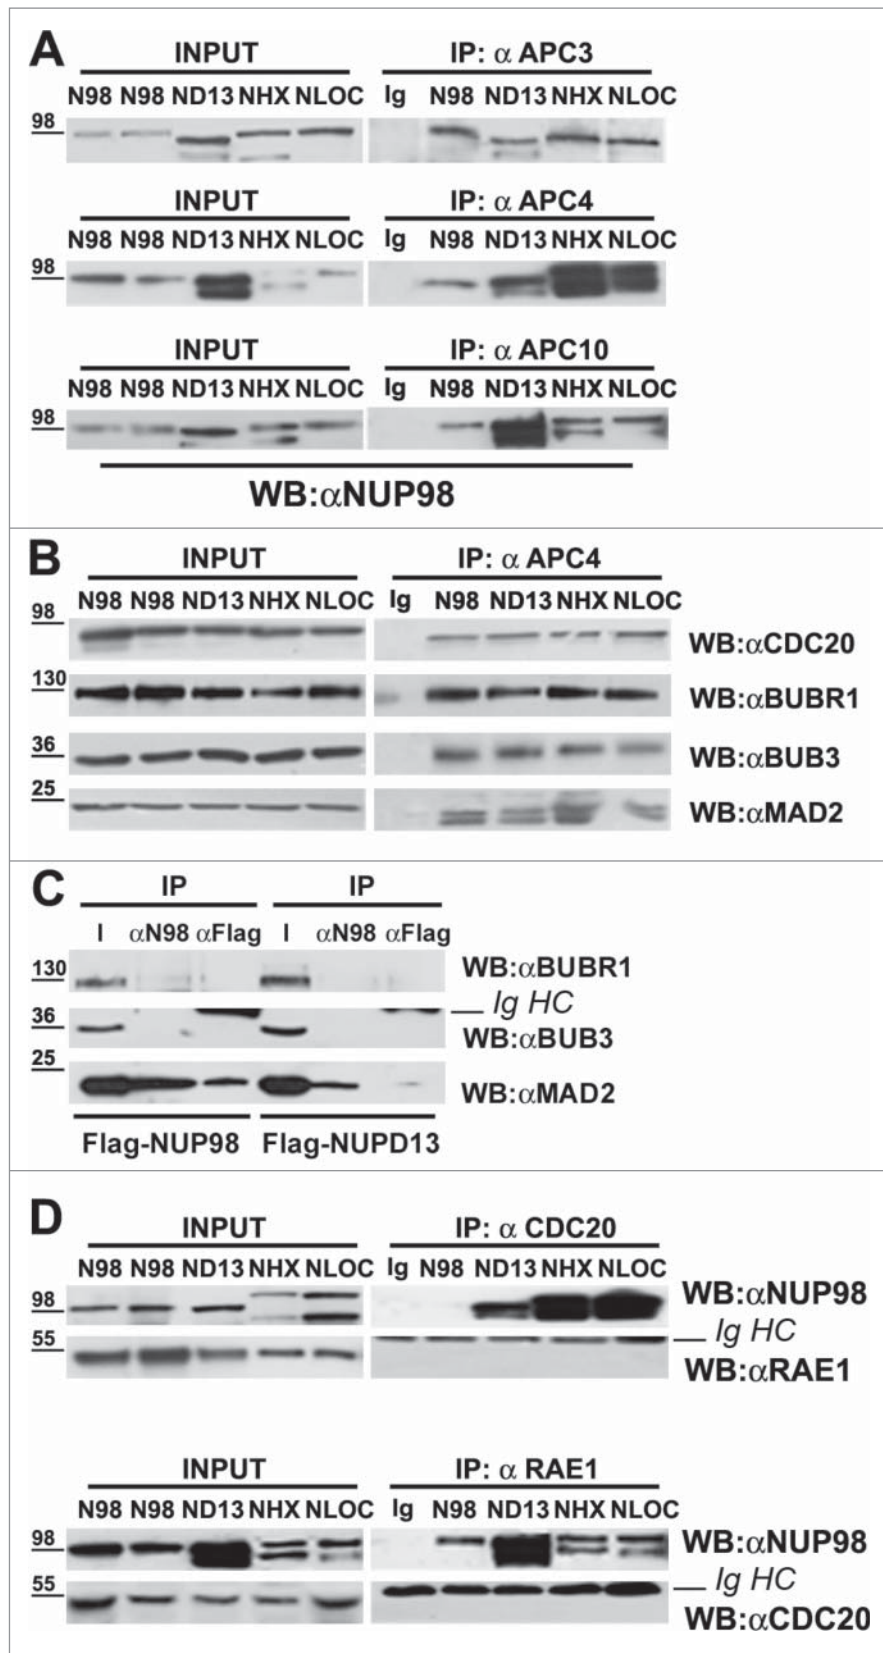 A
INPUT IP: α APC3
N98 N98 ND13 NHX NLOC Ig N98 ND13 NHX NLOC
98
INPUT IP: α APC4
N98 N98 ND13 NHX NLOC Ig N98 ND13 NHX NLOC
98
INPUT IP: α APC10
N98 N98 ND13 NHX NLOC Ig N98 ND13 NHX NLOC
98
WB:αNUP98
B
INPUT IP: α APC4
N98 N98 ND13 NHX NLOC Ig N98 ND13 NHX NLOC
98 WB:αCDC20
130 WB:αBUBR1
36 WB:αBUB3
25 WB:αMAD2
C
IP IP
I αN98 αFlag I αN98 αFlag
130 WB:αBUBR1
Ig HC
36 WB:αBUB3
25 WB:αMAD2
Flag-NUP98 Flag-NUPD13
D
INPUT IP: α CDC20
N98 N98 ND13 NHX NLOC Ig N98 ND13 NHX NLOC
98 WB:αNUP98
Ig HC
55 WB:αRAE1
INPUT IP: α RAE1
N98 N98 ND13 NHX NLOC Ig N98 ND13 NHX NLOC
98 WB:αNUP98
Ig HC
55 WB:αCDC20